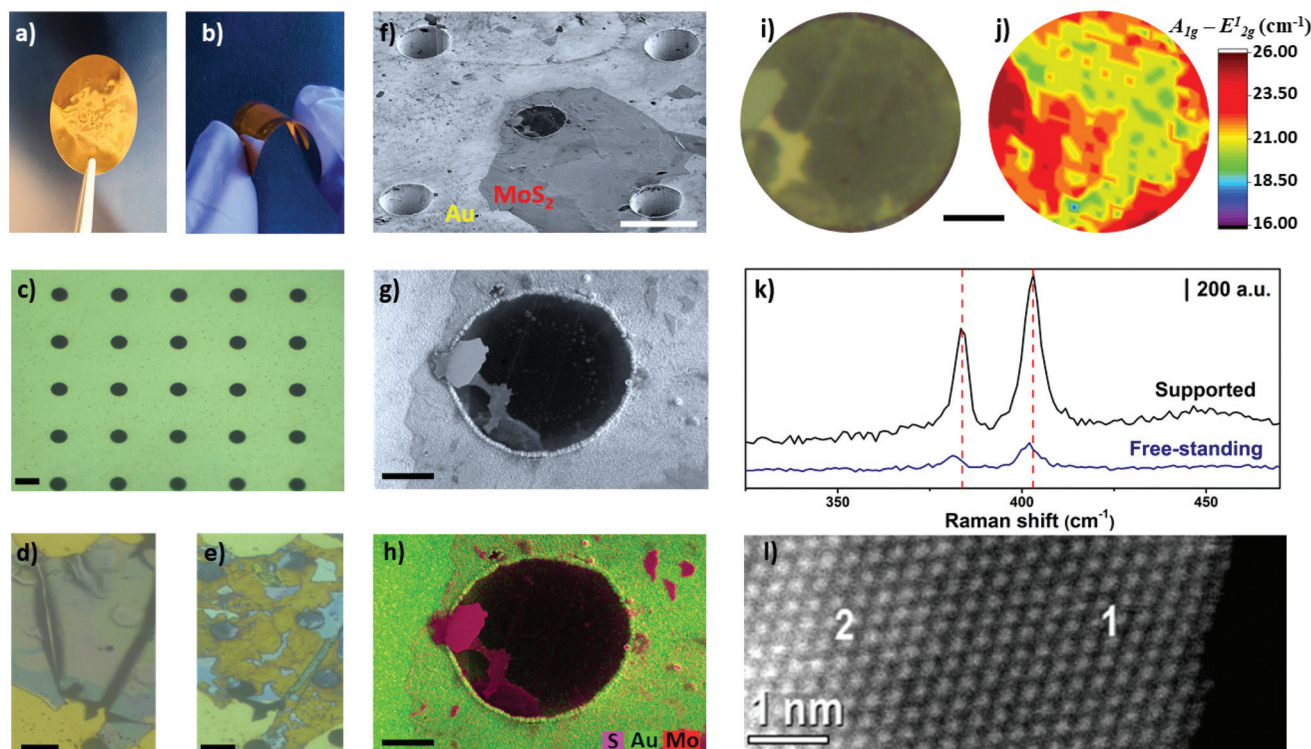 a)
b)
f)
Au
MoS₂
i)
j)
A₁g – E¹₂g (cm⁻¹)
26.00
23.50
21.00
18.50
16.00
c)
g)
k)
200 a.u.
Supported
Free-standing
350
400
450
Raman shift (cm⁻¹)
d)
e)
h)
S Au Mo
l)
2
1
1 nm